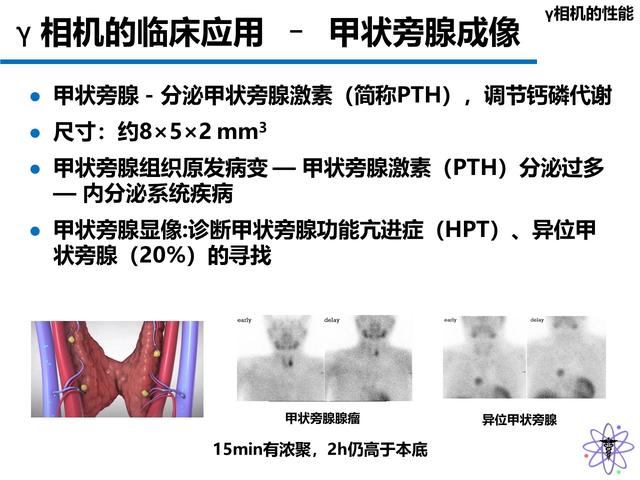 γ相机的性能
γ 相机的临床应用 – 甲状旁腺成像
● 甲状旁腺 - 分泌甲状旁腺激素（简称PTH），调节钙磷代谢
● 尺寸：约8×5×2 mm³
● 甲状旁腺组织原发病变 — 甲状旁腺激素（PTH）分泌过多
— 内分泌系统疾病
● 甲状旁腺显像:诊断甲状旁腺功能亢进症（HPT）、异位甲
状旁腺（20%）的寻找
early delay early delay
甲状旁腺腺瘤 异位甲状旁腺
15min有浓聚，2h仍高于本底